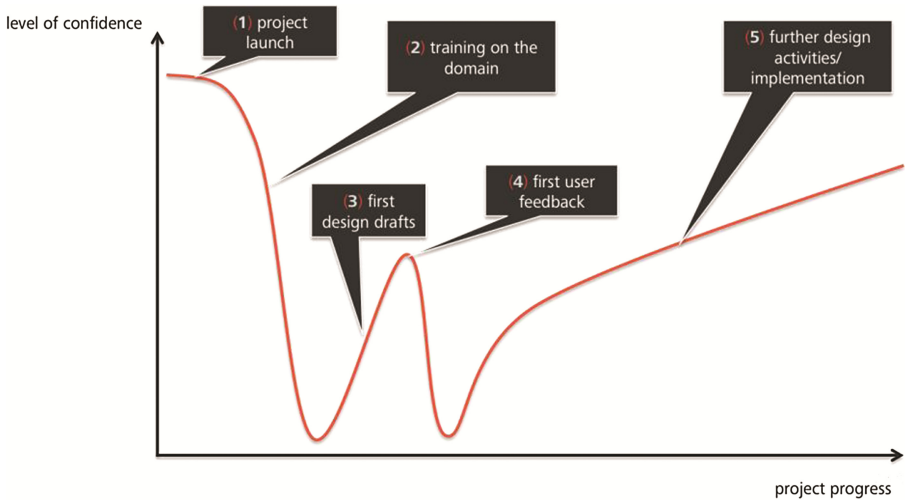 level of confidence
(1) project
launch
(2) training on the
domain
(3) first
design drafts
(4) first user
feedback
(5) further design
activities/
implementation
project progress